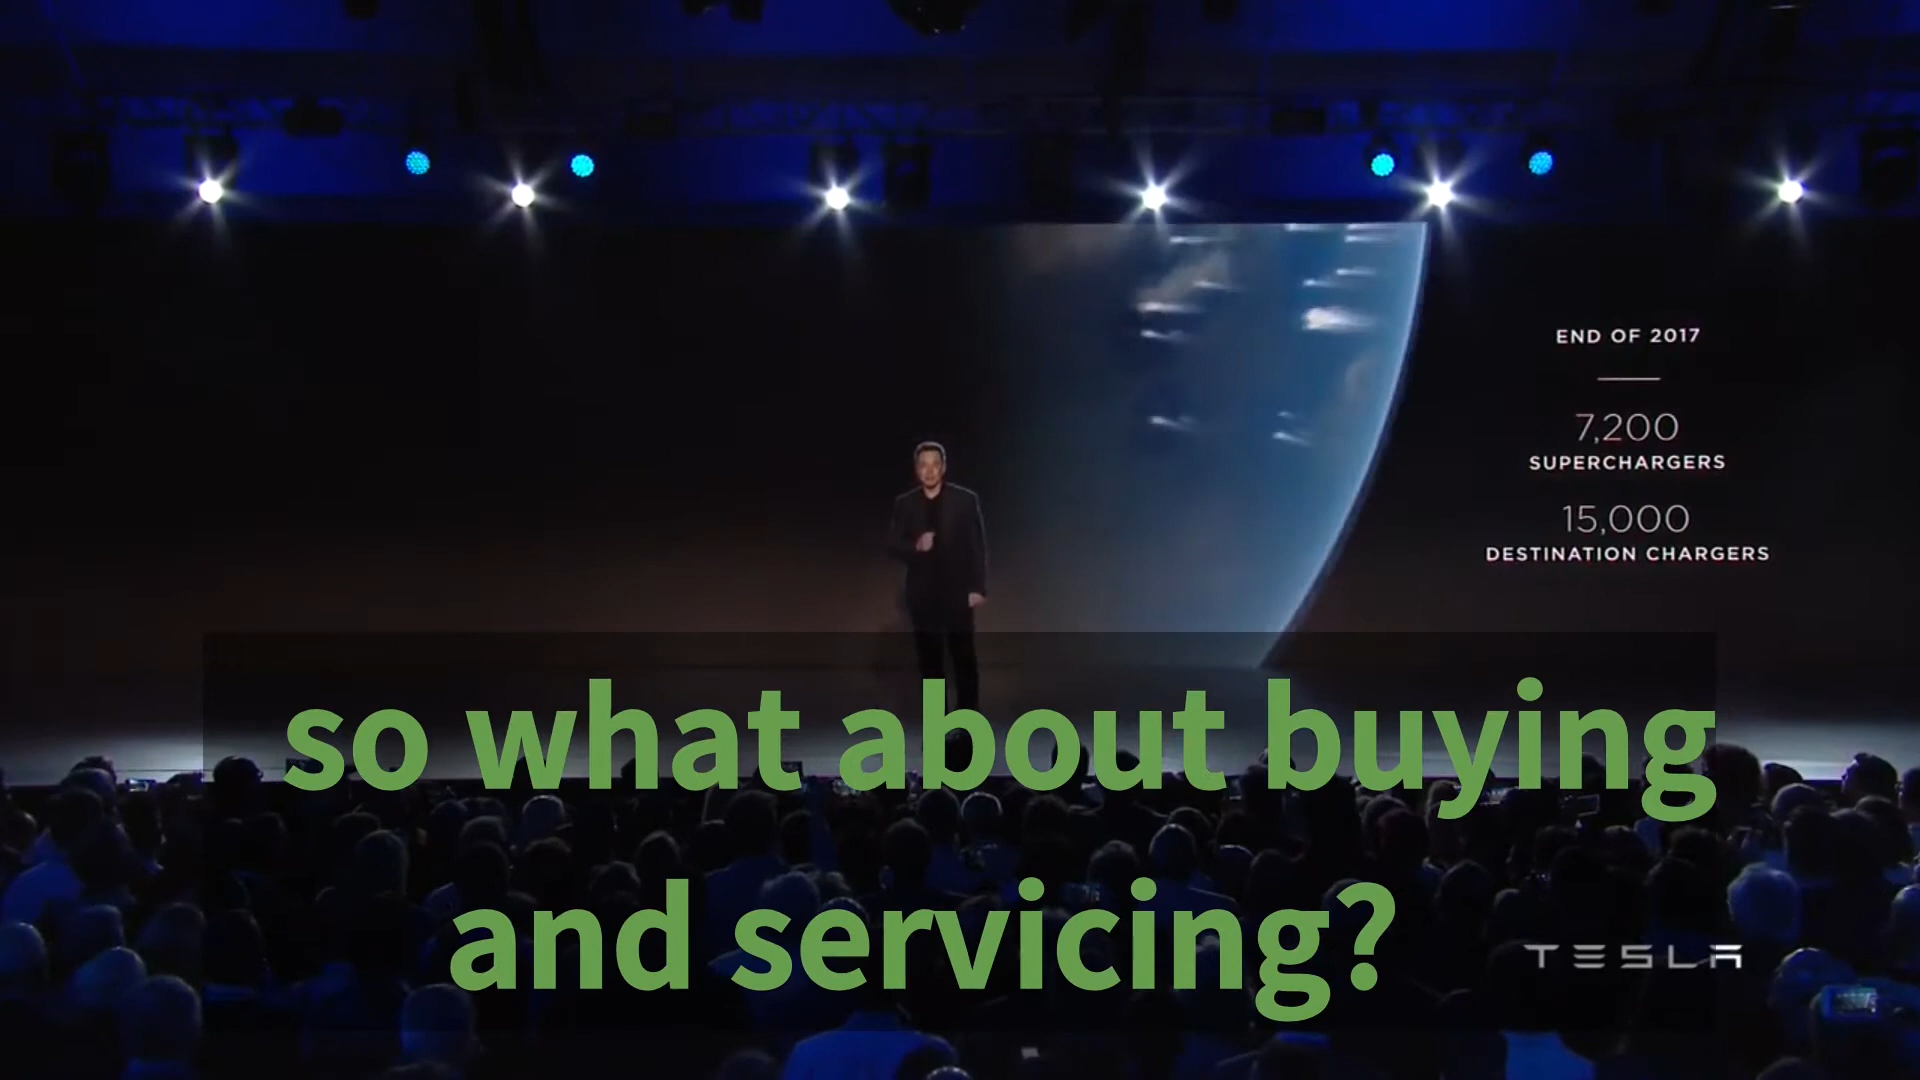 END OF 2017
7,200
SUPERCHARGERS
15,000
DESTINATION CHARGERS
so what about buying
and servicing?
TESLA